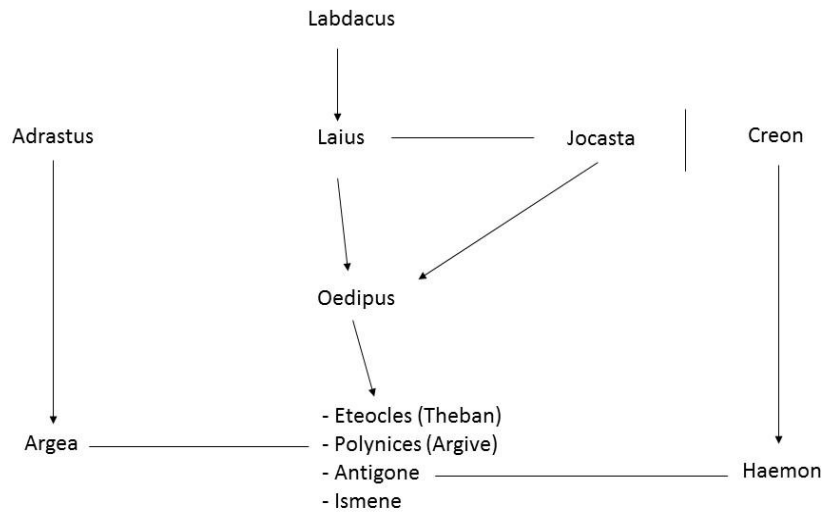 Labdacus
Adrastus Laius Jocasta Creon
Oedipus
- Eteocles (Theban)
Argea - Polynices (Argive)
- Antigone Haemon
- Ismene